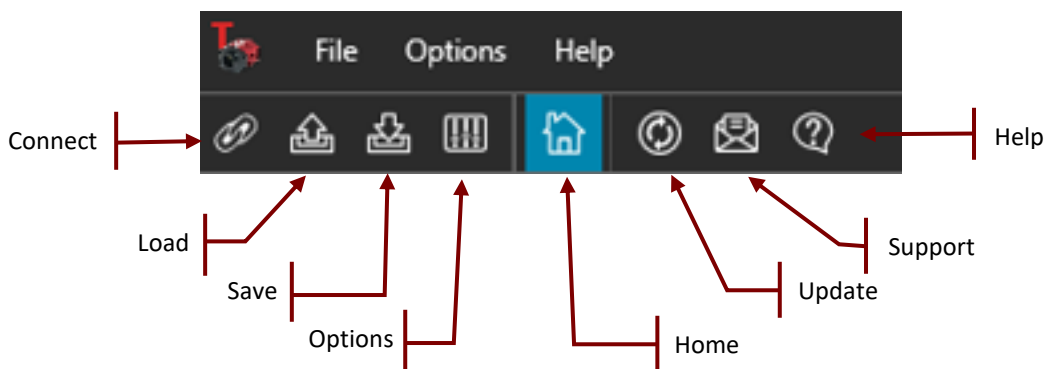 T
File Options Help
Connect
Help
Load
Support
Save
Update
Options
Home